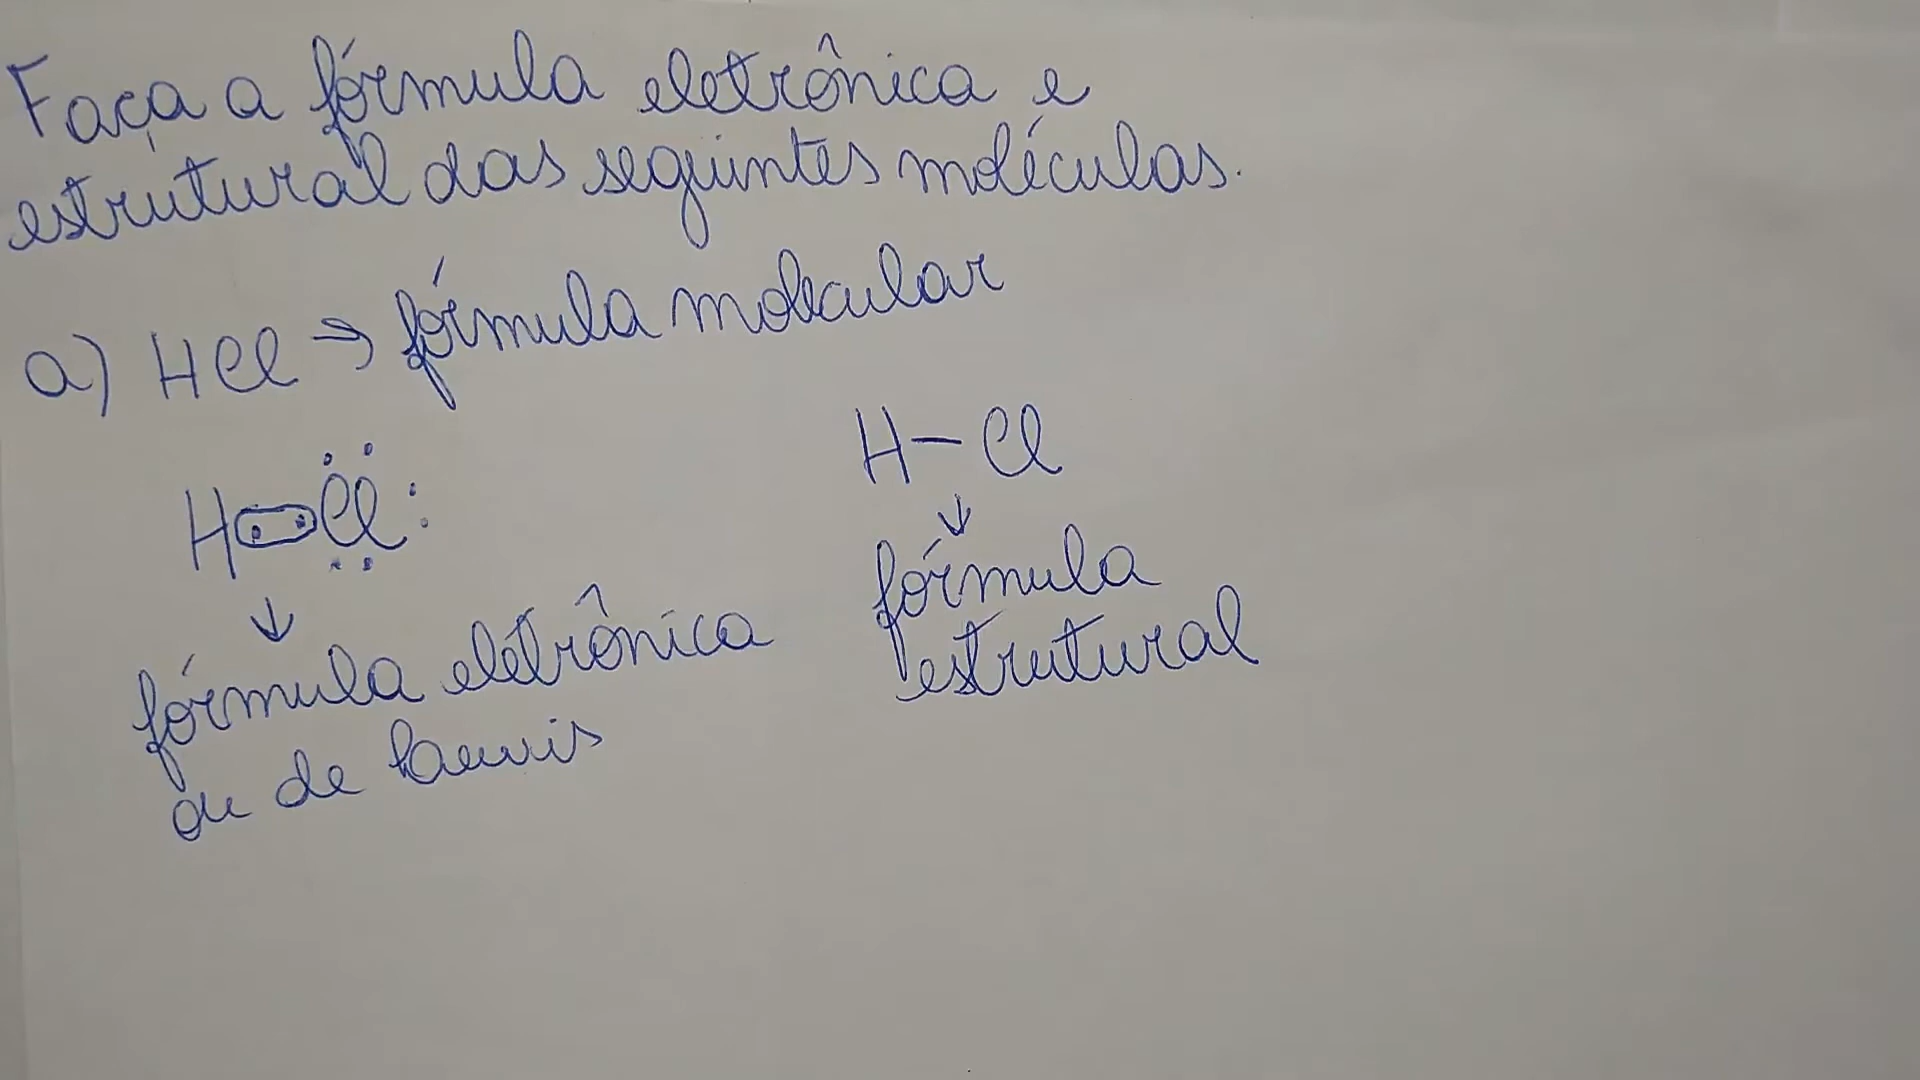 Faça a fórmula eletrônica e
estrutural das seguintes moléculas.
a) HCl → fórmula molecular
H : Cl :
H - Cl
↓
fórmula eletrônica
ou de Lewis
↓
fórmula
estrutural